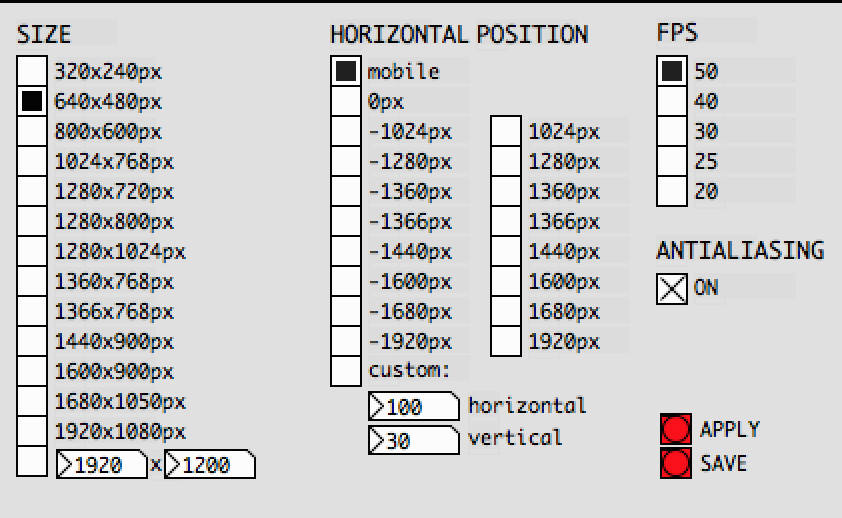 SIZE
320x240px
640x480px
800x600px
1024x768px
1280x720px
1280x800px
1280x1024px
1360x768px
1366x768px
1440x900px
1600x900px
1680x1050px
1920x1080px
1920 x 1200
HORIZONTAL POSITION
mobile
0px
-1024px
-1280px
-1360px
-1366px
-1440px
-1600px
-1680px
-1920px
custom:
100 horizontal
30 vertical
1024px
1280px
1360px
1366px
1440px
1600px
1680px
1920px
FPS
50
40
30
25
20
ANTIALIASING
ON
APPLY
SAVE